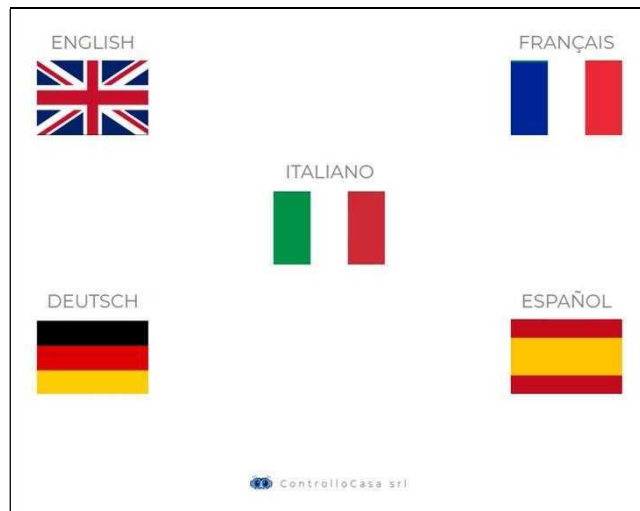 ENGLISH
FRANÇAIS
ITALIANO
DEUTSCH
ESPAÑOL
ControlloCasa srl